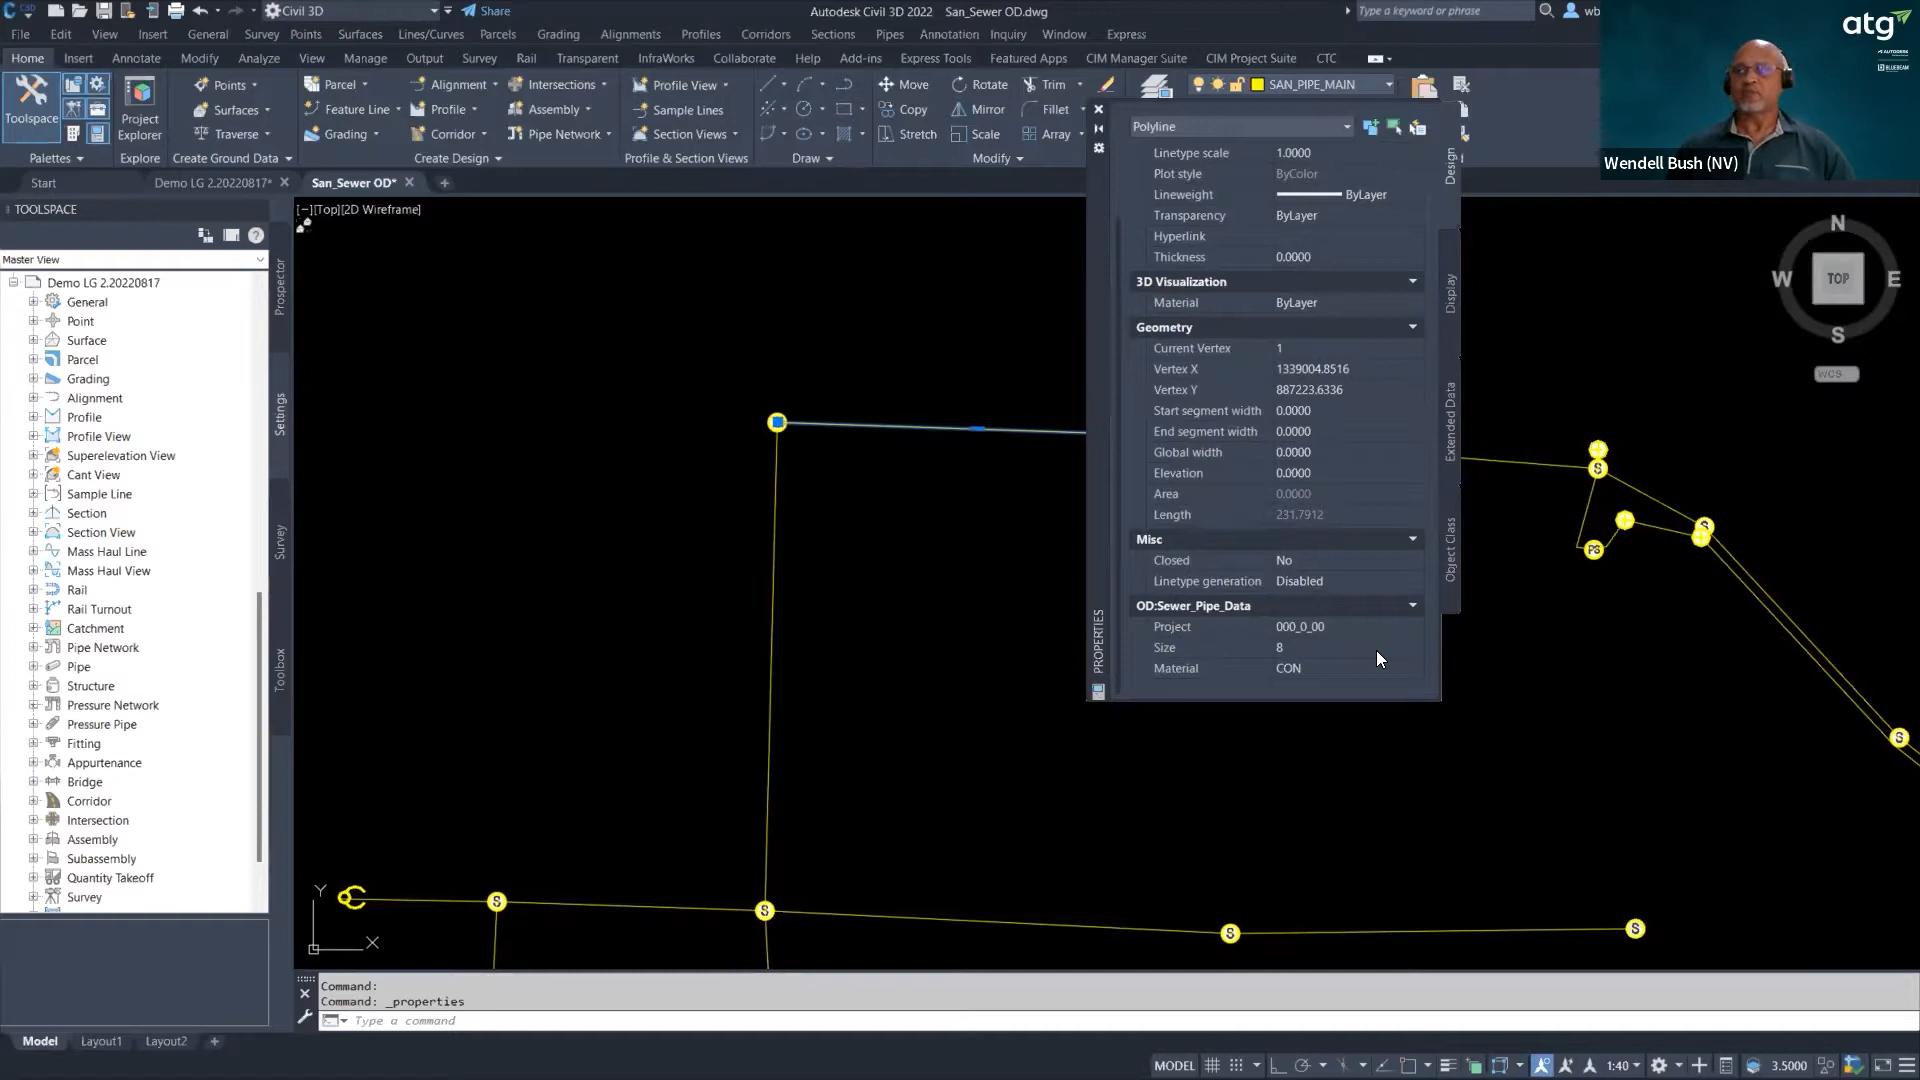 Civil 3D
Share
Autodesk Civil 3D 2022 San_Sewer OD.dwg
Type a keyword or phrase
wb
File Edit View Insert General Survey Points Surfaces Lines/Curves Parcels Grading Alignments Profiles Corridors Sections Pipes Annotation Inquiry Window Express
Home Insert Annotate Modify Analyze View Manage Output Survey Rail Transparent InfraWorks Collaborate Help Add-ins Express Tools Featured Apps CIM Manager Suite CIM Project Suite CTC
Toolspace
Project Explorer
Points
Surfaces
Traverse
Parcel
Feature Line
Grading
Alignment
Profile
Corridor
Intersections
Assembly
Pipe Network
Profile View
Sample Lines
Section Views
Move Rotate Trim
Copy Mirror Fillet
Stretch Scale Array
SAN_PIPE_MAIN
Palettes Explore Create Ground Data Create Design Profile & Section Views Draw Modify
Start Demo LG 2.20220817* San_Sewer OD*
atg
AUTODESK
BLUEBEAM
Wendell Bush (NV)
TOOLSPACE
Master View
Demo LG 2.20220817
General
Point
Surface
Parcel
Grading
Alignment
Profile
Profile View
Superelevation View
Cant View
Sample Line
Section
Section View
Mass Haul Line
Mass Haul View
Rail
Rail Turnout
Catchment
Pipe Network
Pipe
Structure
Pressure Network
Pressure Pipe
Fitting
Appurtenance
Bridge
Corridor
Intersection
Assembly
Subassembly
Quantity Takeoff
Survey
Prospector
Settings
Survey
Toolbox
[−][Top][2D Wireframe]
Polyline
Linetype scale 1.0000
Plot style ByColor
Lineweight ByLayer
Transparency ByLayer
Hyperlink
Thickness 0.0000
3D Visualization
Material ByLayer
Geometry
Current Vertex 1
Vertex X 1339004.8516
Vertex Y 887223.6336
Start segment width 0.0000
End segment width 0.0000
Global width 0.0000
Elevation 0.0000
Area 0.0000
Length 231.7912
Misc
Closed No
Linetype generation Disabled
OD:Sewer_Pipe_Data
Project 000_0_00
Size 8
Material CON
PROPERTIES
Design
Display
Extended Data
Object Class
N
W TOP E
S
WCS
S
S
PS
S
S
S
S
S
Y
X
Command:
Command: _properties
Type a command
Model Layout1 Layout2 +
MODEL
1:40
3.5000